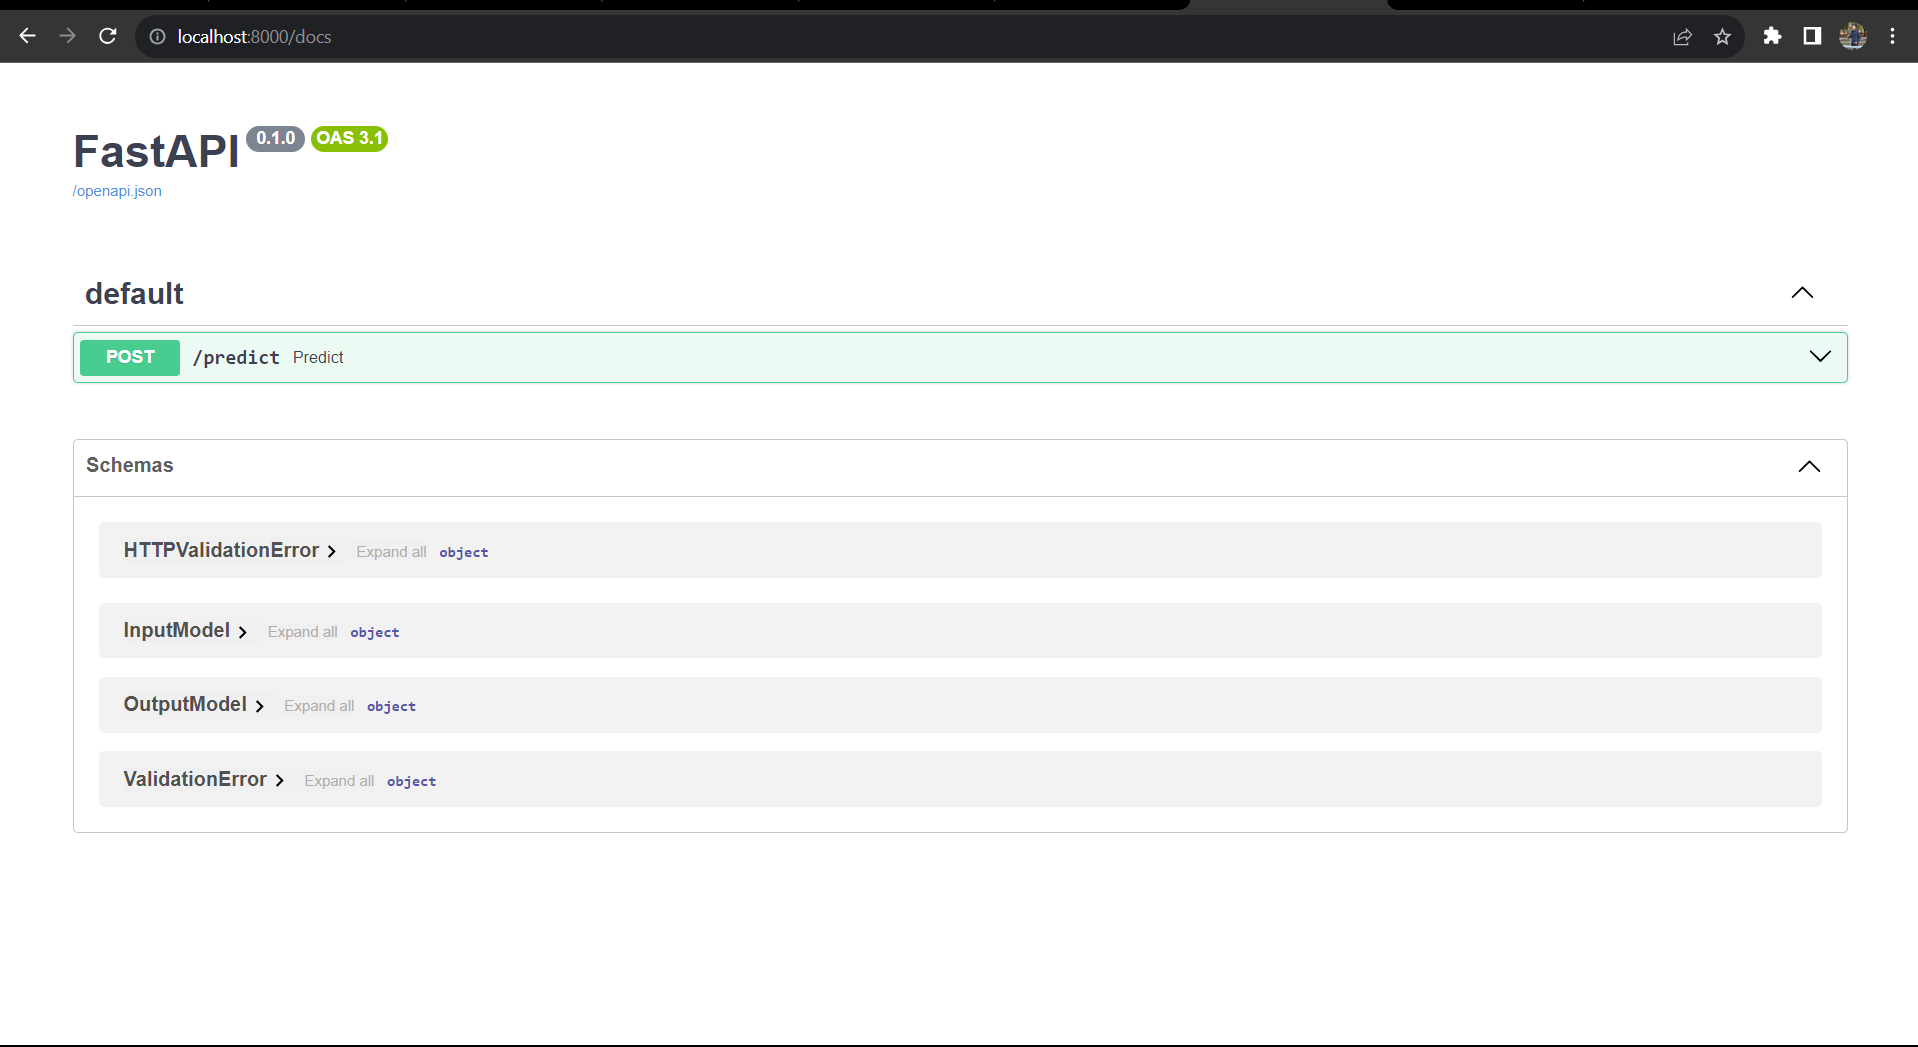 localhost:8000/docs
FastAPI 0.1.0 OAS 3.1
/openapi.json
default
POST /predict Predict
Schemas
HTTPValidationError Expand all object
InputModel Expand all object
OutputModel Expand all object
ValidationError Expand all object